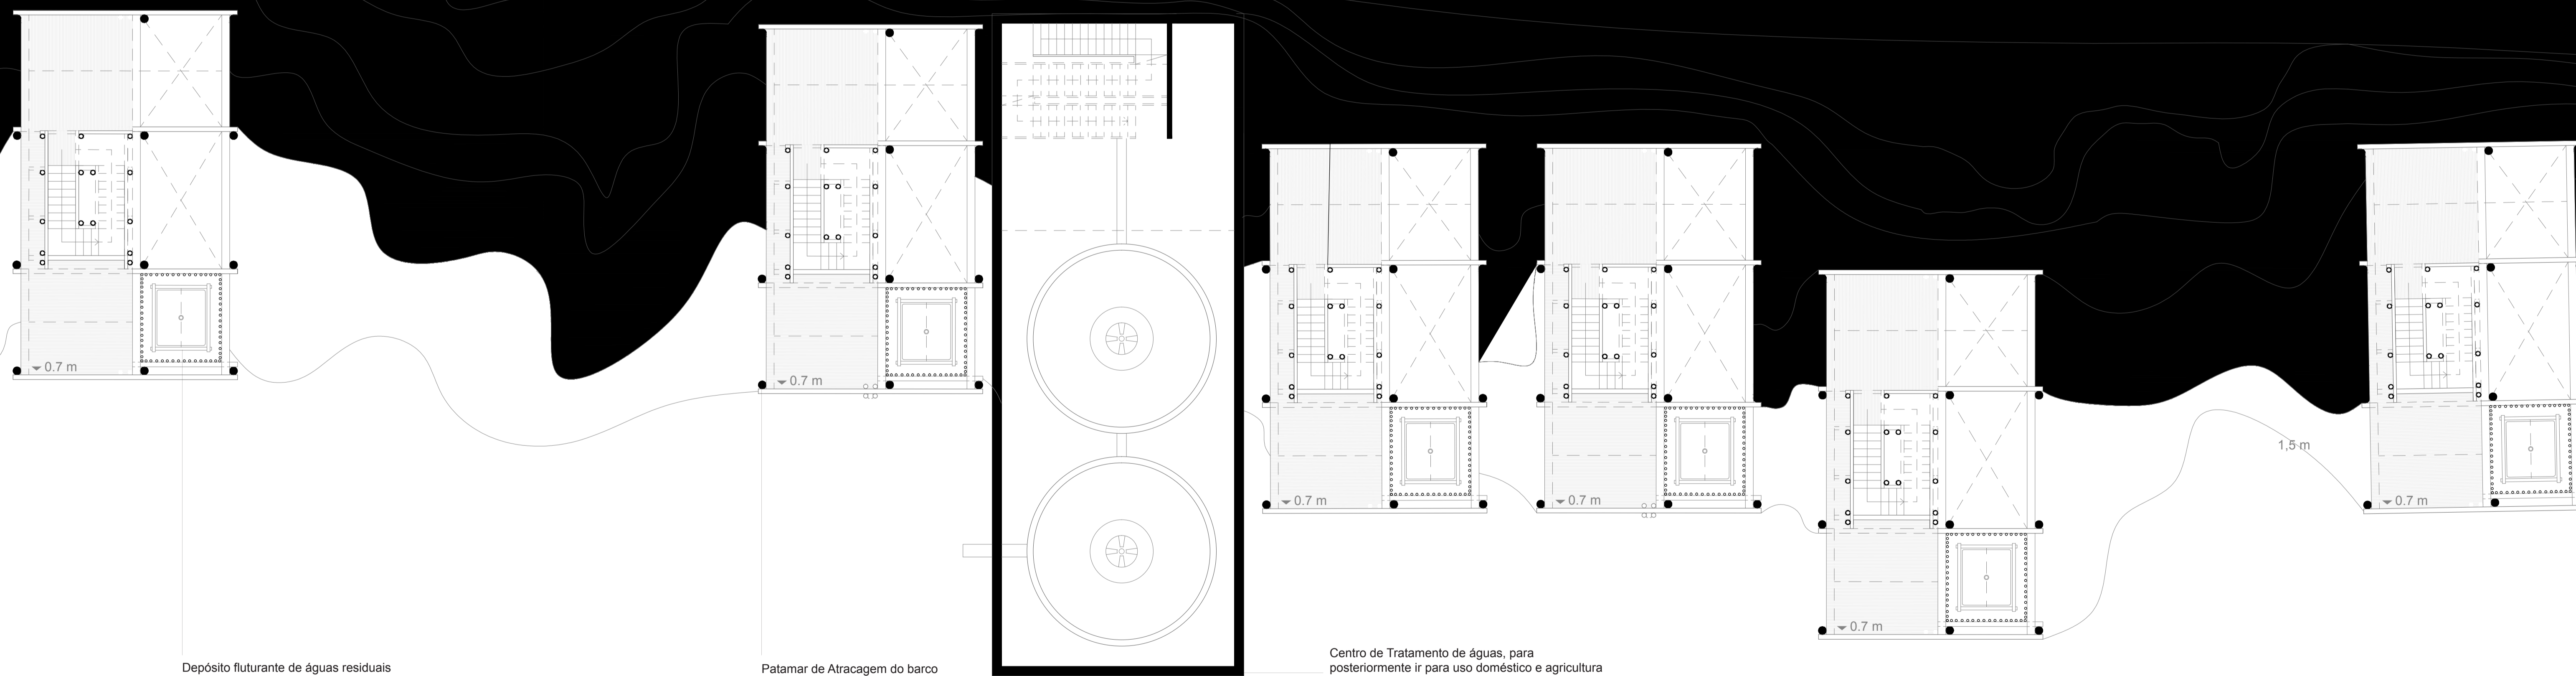 0.7 m
0.7 m
0.7 m
0.7 m
0.7 m
1,5 m
0.7 m
Depósito fluturante de águas residuais
Patamar de Atracagem do barco
Centro de Tratamento de águas, para
posteriormente ir para uso doméstico e agricultura